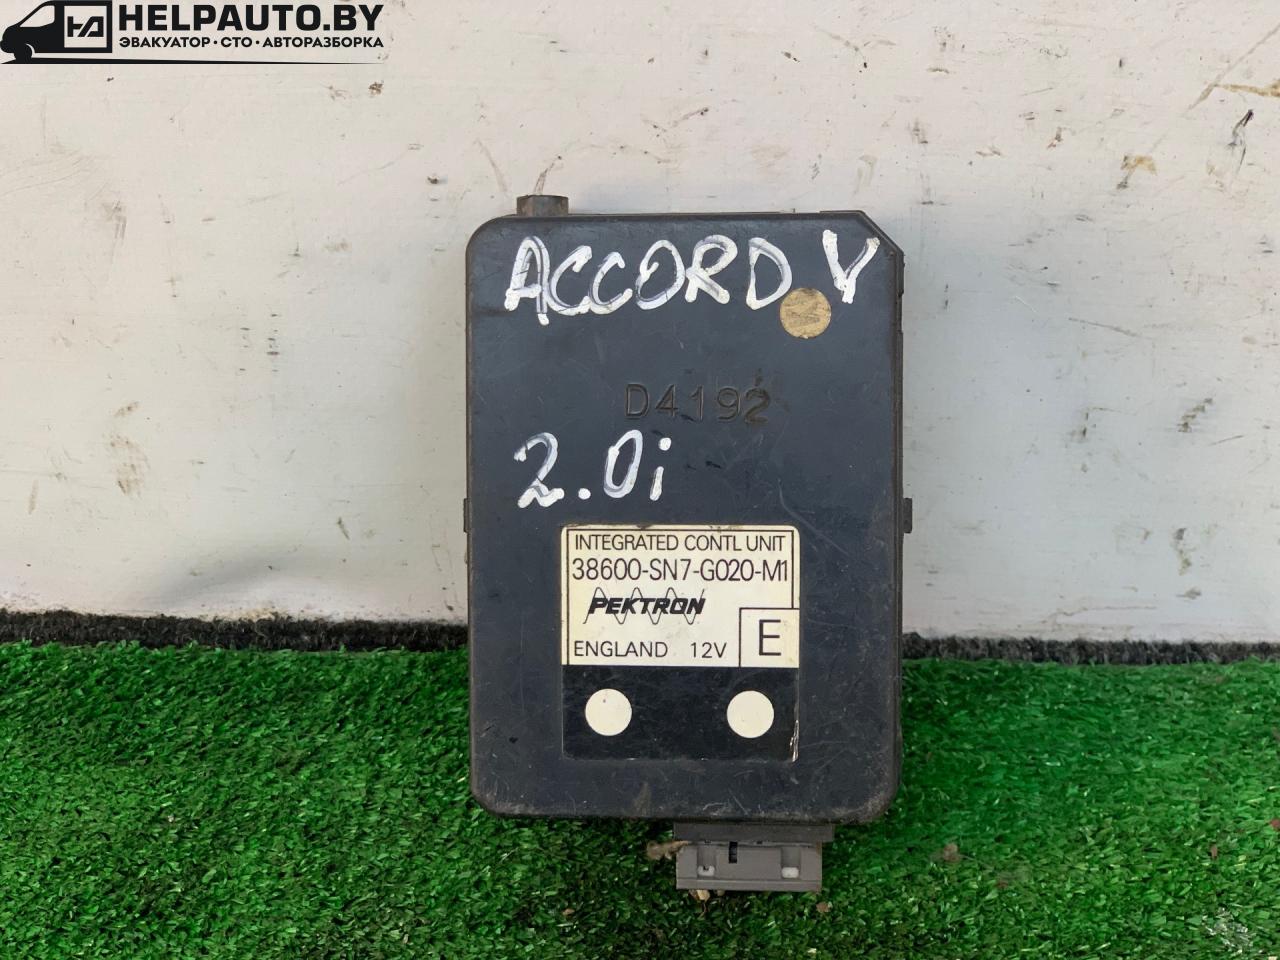 HELPAUTO.BY
ЭВАКУАТОР·СТО·АВТОРАЗБОРКА
ACCORD V
D4192
2.0i
INTEGRATED CONTL UNIT
38600-SN7-G020-M1
PEKTRON
ENGLAND 12V E